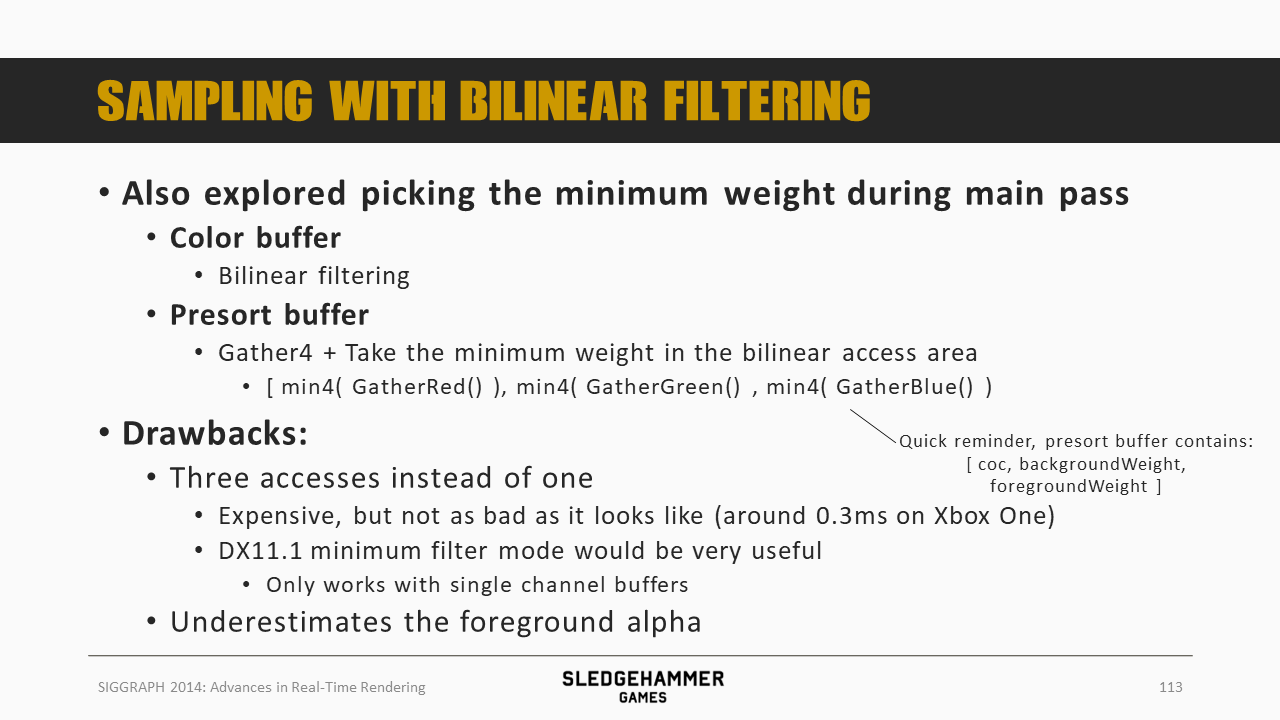 SAMPLING WITH BILINEAR FILTERING
• Also explored picking the minimum weight during main pass
• Color buffer
• Bilinear filtering
• Presort buffer
• Gather4 + Take the minimum weight in the bilinear access area
• [ min4( GatherRed() ), min4( GatherGreen() , min4( GatherBlue() )
• Drawbacks:
Quick reminder, presort buffer contains:
[ coc, backgroundWeight,
foregroundWeight ]
• Three accesses instead of one
• Expensive, but not as bad as it looks like (around 0.3ms on Xbox One)
• DX11.1 minimum filter mode would be very useful
• Only works with single channel buffers
• Underestimates the foreground alpha
SIGGRAPH 2014: Advances in Real-Time Rendering
SLEDGEHAMMER
GAMES
113